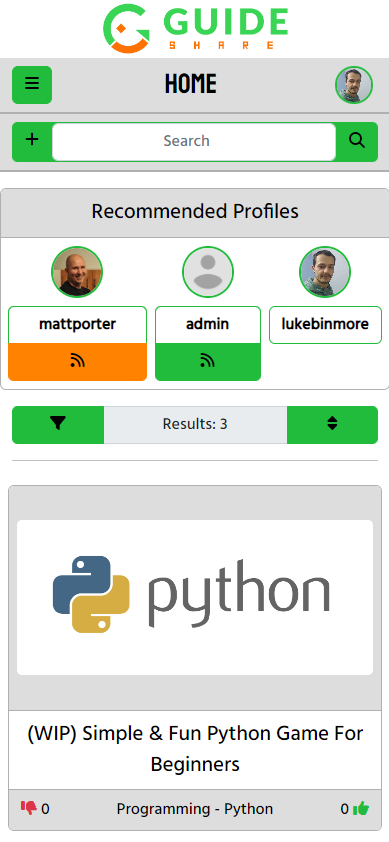 GUIDE
SHARE
HOME
Search
Recommended Profiles
mattporter
admin
lukebinmore
Results: 3
python
(WIP) Simple & Fun Python Game For
Beginners
0 Programming - Python 0